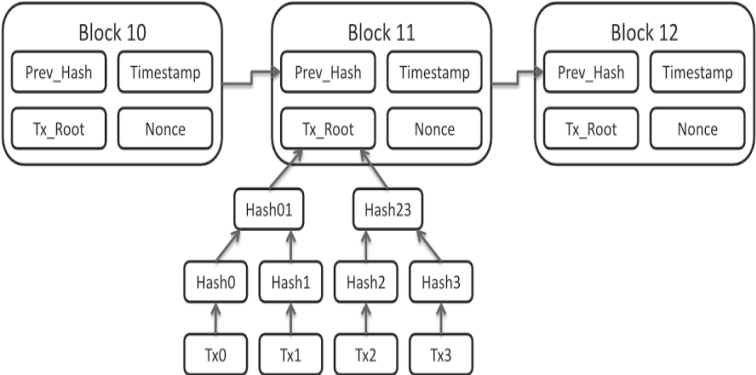 Block 10
Block 11
Block 12
Prev_Hash Timestamp
Prev_Hash Timestamp
Prev_Hash Timestamp
Tx_Root Nonce
Tx_Root Nonce
Tx_Root Nonce
Hash01 Hash23
Hash0 Hash1 Hash2 Hash3
Tx0 Tx1 Tx2 Tx3